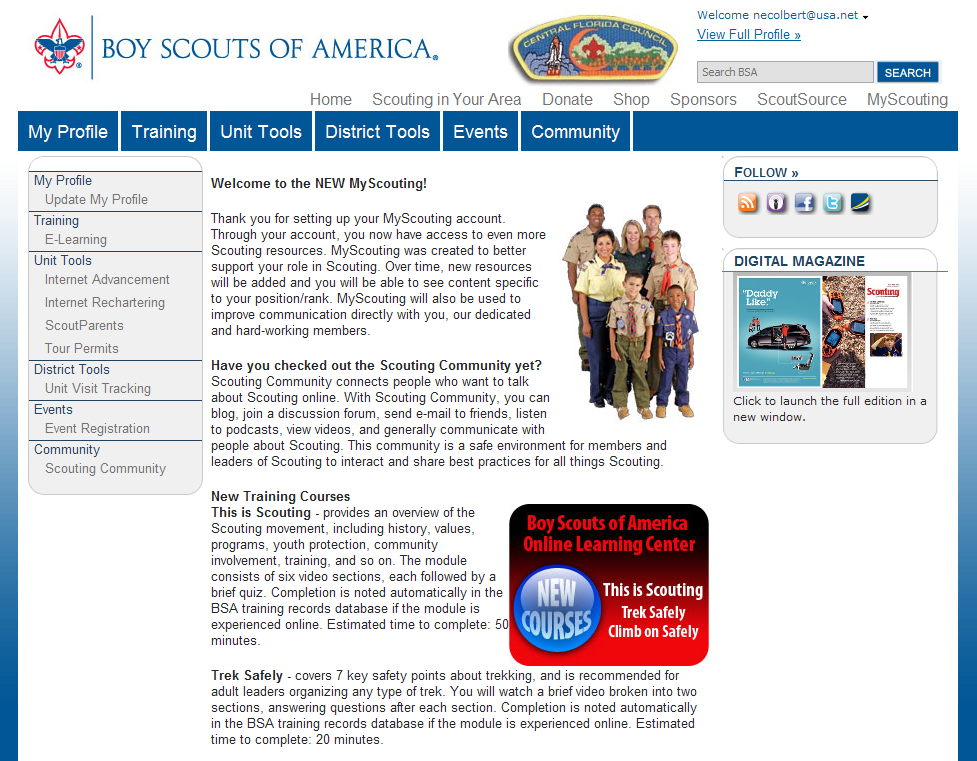 BOY SCOUTS OF AMERICA®
CENTRAL FLORIDA COUNCIL
Welcome necolbert@usa.net
View Full Profile »
Search BSA
SEARCH
Home Scouting in Your Area Donate Shop Sponsors ScoutSource MyScouting
My Profile Training Unit Tools District Tools Events Community
My Profile
Update My Profile
Training
E-Learning
Unit Tools
Internet Advancement
Internet Rechartering
ScoutParents
Tour Permits
District Tools
Unit Visit Tracking
Events
Event Registration
Community
Scouting Community
Welcome to the NEW MyScouting!
Thank you for setting up your MyScouting account.
Through your account, you now have access to even more
Scouting resources. MyScouting was created to better
support your role in Scouting. Over time, new resources
will be added and you will be able to see content specific
to your position/rank. MyScouting will also be used to
improve communication directly with you, our dedicated
and hard-working members.
Have you checked out the Scouting Community yet?
Scouting Community connects people who want to talk
about Scouting online. With Scouting Community, you can
blog, join a discussion forum, send e-mail to friends, listen
to podcasts, view videos, and generally communicate with
people about Scouting. This community is a safe environment for members and
leaders of Scouting to interact and share best practices for all things Scouting.
New Training Courses
This is Scouting - provides an overview of the
Scouting movement, including history, values,
programs, youth protection, community
involvement, training, and so on. The module
consists of six video sections, each followed by a
brief quiz. Completion is noted automatically in the
BSA training records database if the module is
experienced online. Estimated time to complete: 50
minutes.
Boy Scouts of America
Online Learning Center
NEW
COURSES
This is Scouting
Trek Safely
Climb on Safely
Trek Safely - covers 7 key safety points about trekking, and is recommended for
adult leaders organizing any type of trek. You will watch a brief video broken into two
sections, answering questions after each section. Completion is noted automatically
in the BSA training records database if the module is experienced online. Estimated
time to complete: 20 minutes.
FOLLOW »
DIGITAL MAGAZINE
"Daddy
Like."
Scouting
Click to launch the full edition in a
new window.